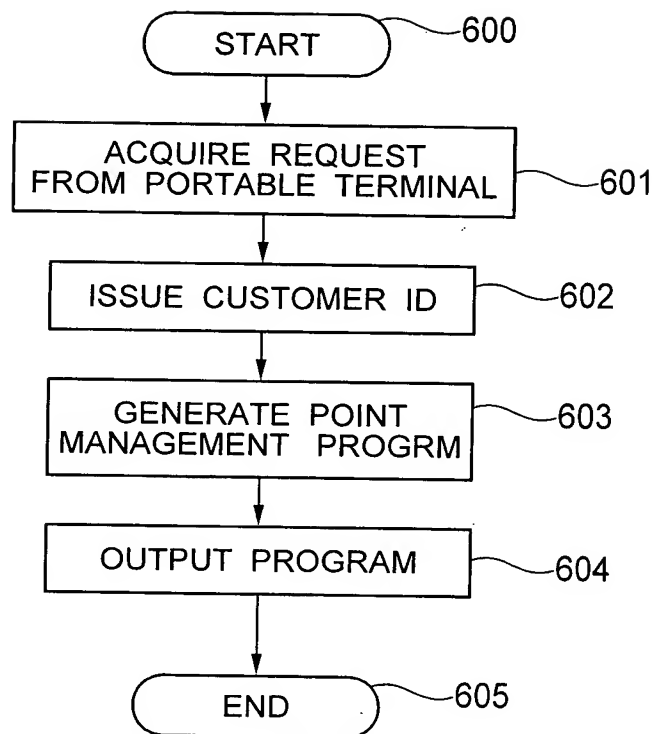 START
600
ACQUIRE REQUEST
FROM PORTABLE TERMINAL
601
ISSUE CUSTOMER ID
602
GENERATE POINT
MANAGEMENT PROGRM
603
OUTPUT PROGRAM
604
END
605